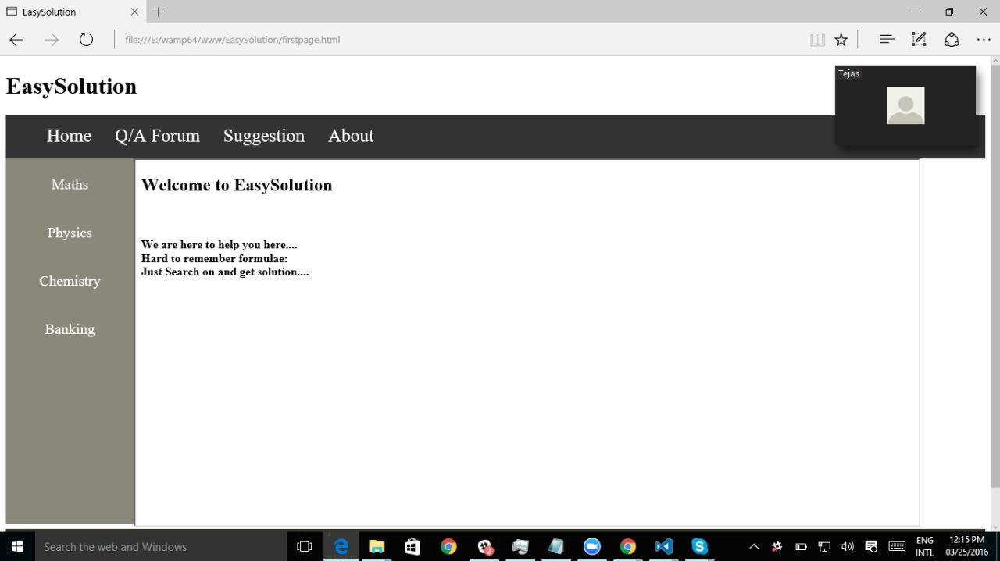 EasySolution
file:///E:/wamp64/www/EasySolution/firstpage.html
EasySolution
Tejas
Home Q/A Forum Suggestion About
Maths
Physics
Chemistry
Banking
Welcome to EasySolution
We are here to help you here....
Hard to remember formulae:
Just Search on and get solution....
Search the web and Windows
2
ENG
INTL
12:15 PM
03/25/2016